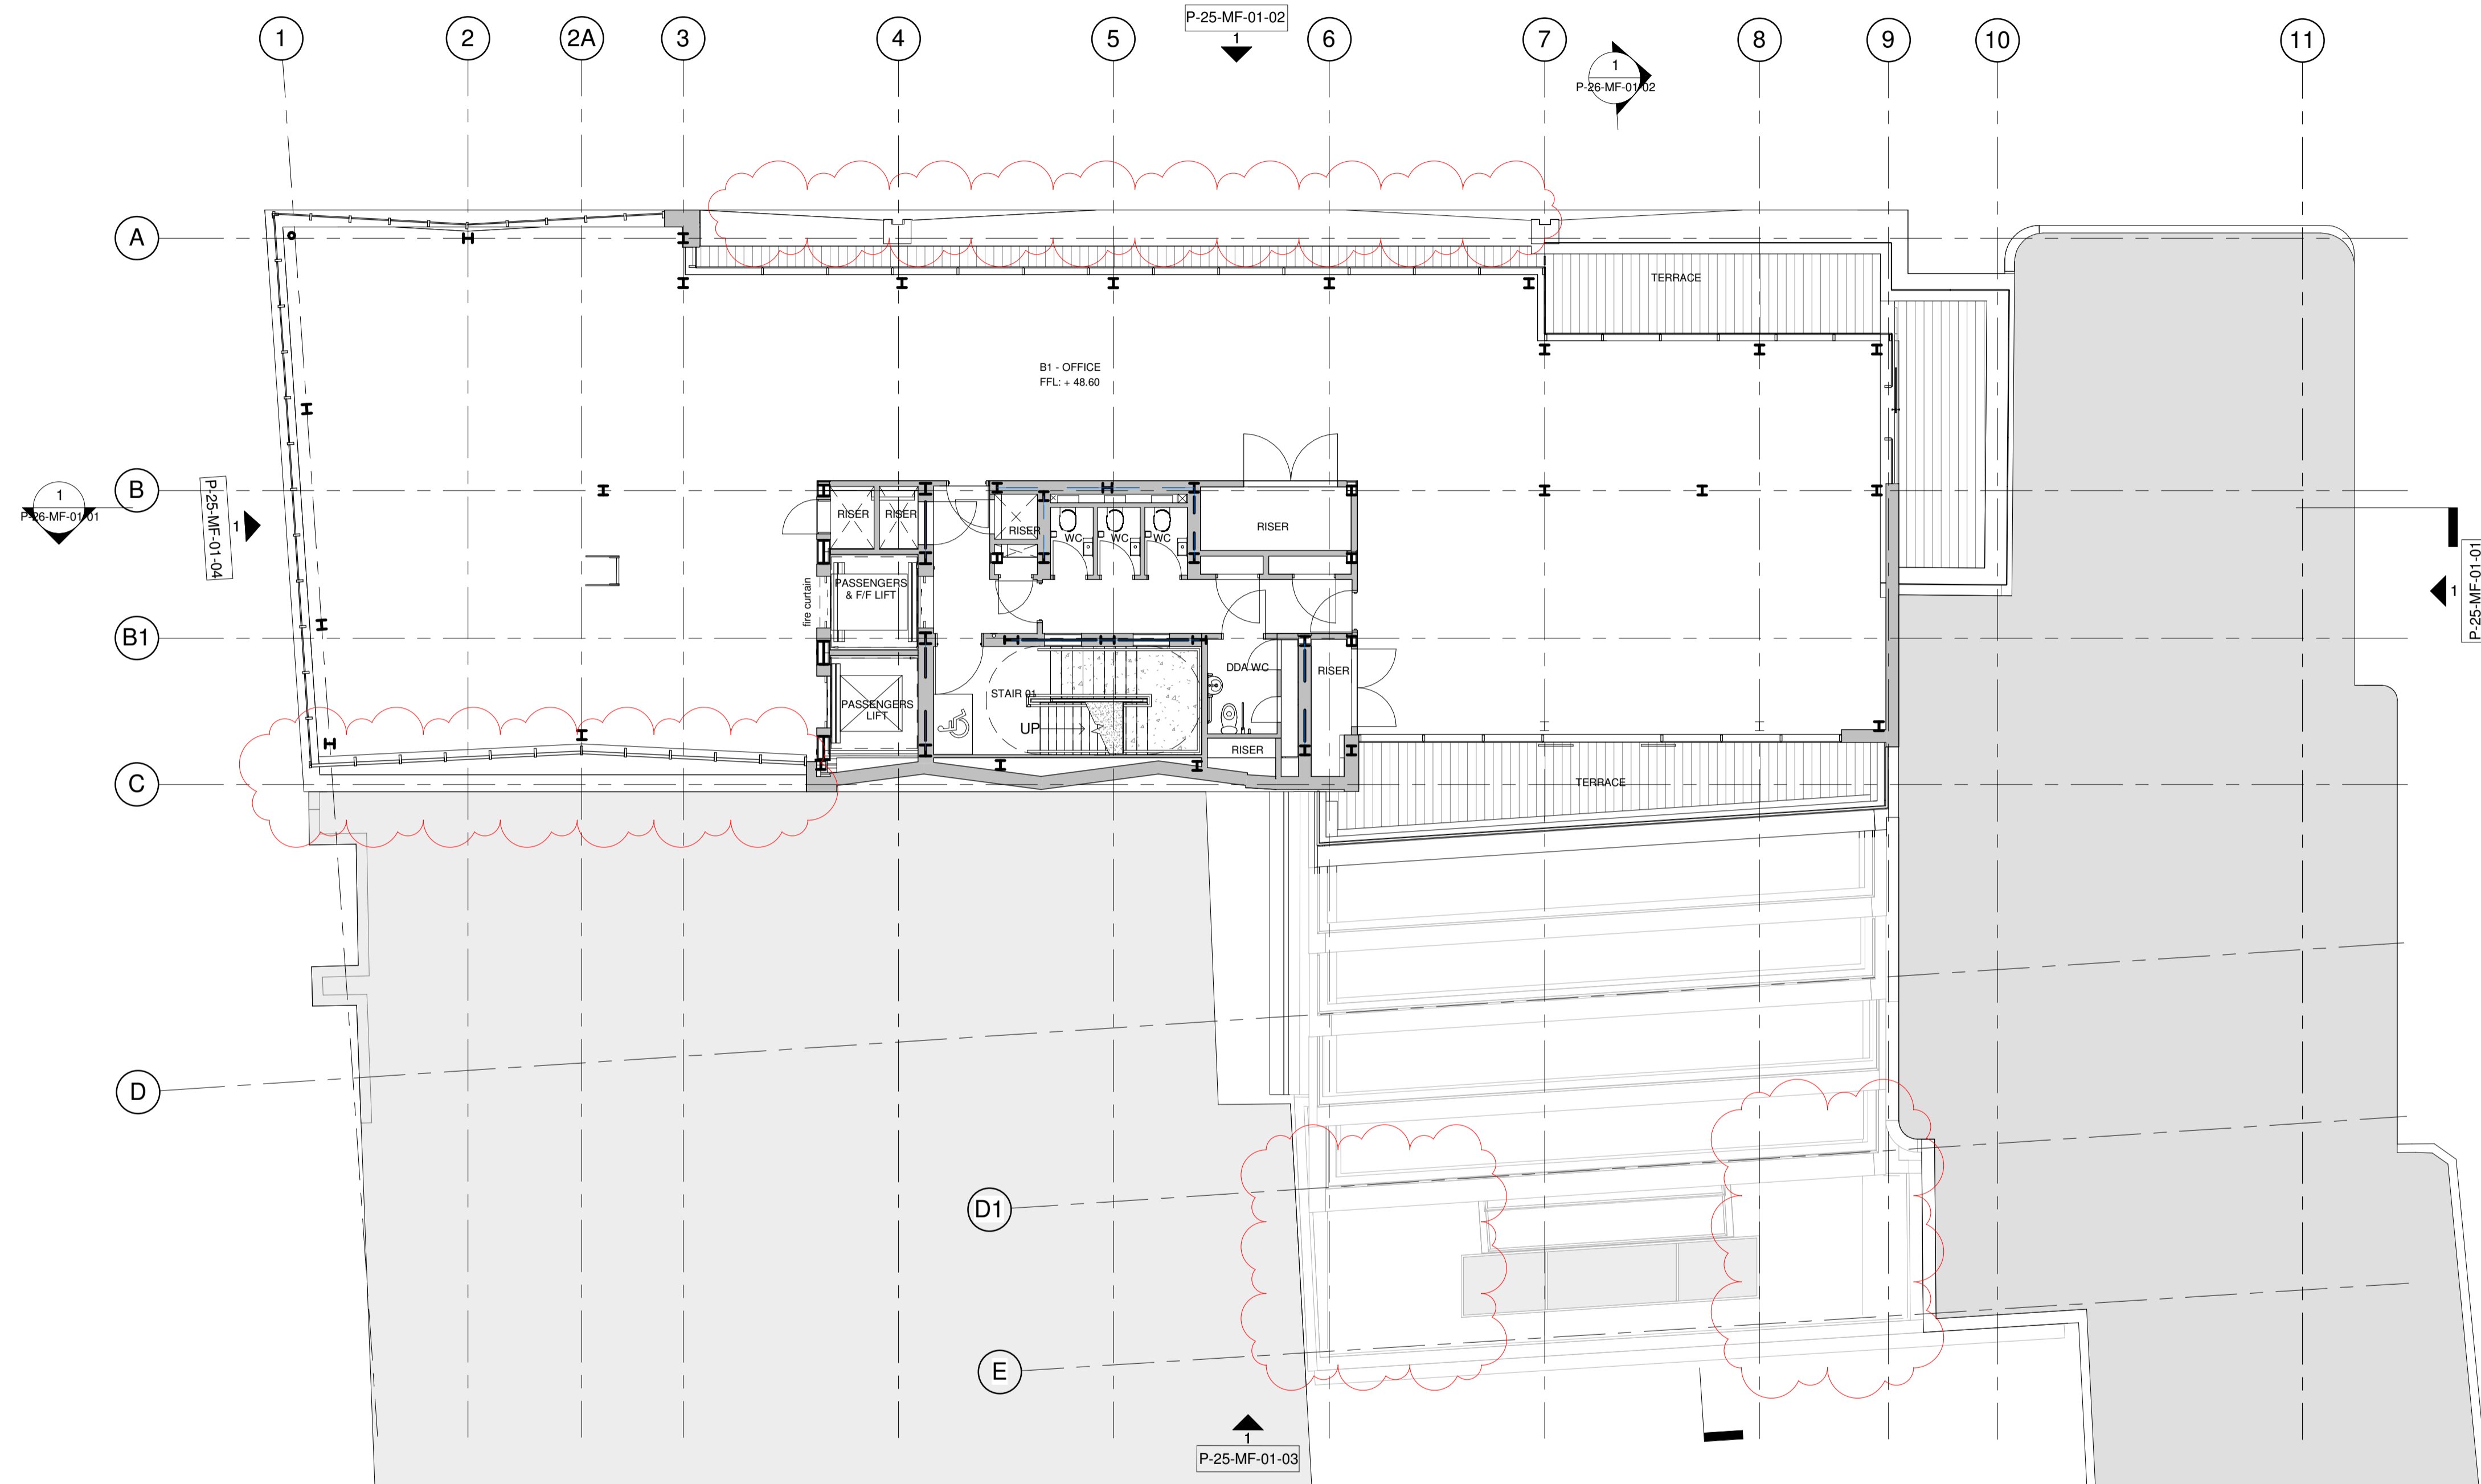 P-25-MF-01-02
1
1
2
2A
3
4
5
6
7
8
9
10
11
1
P-26-MF-01-02
A
TERRACE
B1 - OFFICE
FFL: + 48.60
B
1
P-26-MF-01-01
P-25-MF-01-04
1
RISER
RISER
RISER
WC
WC
WC
RISER
PASSENGERS
& F/F LIFT
fire curtain
1
P-25-MF-01-01
B1
DDA WC
RISER
STAIR 01
PASSENGERS
LIFT
UP
RISER
C
TERRACE
D
D1
E
1
P-25-MF-01-03